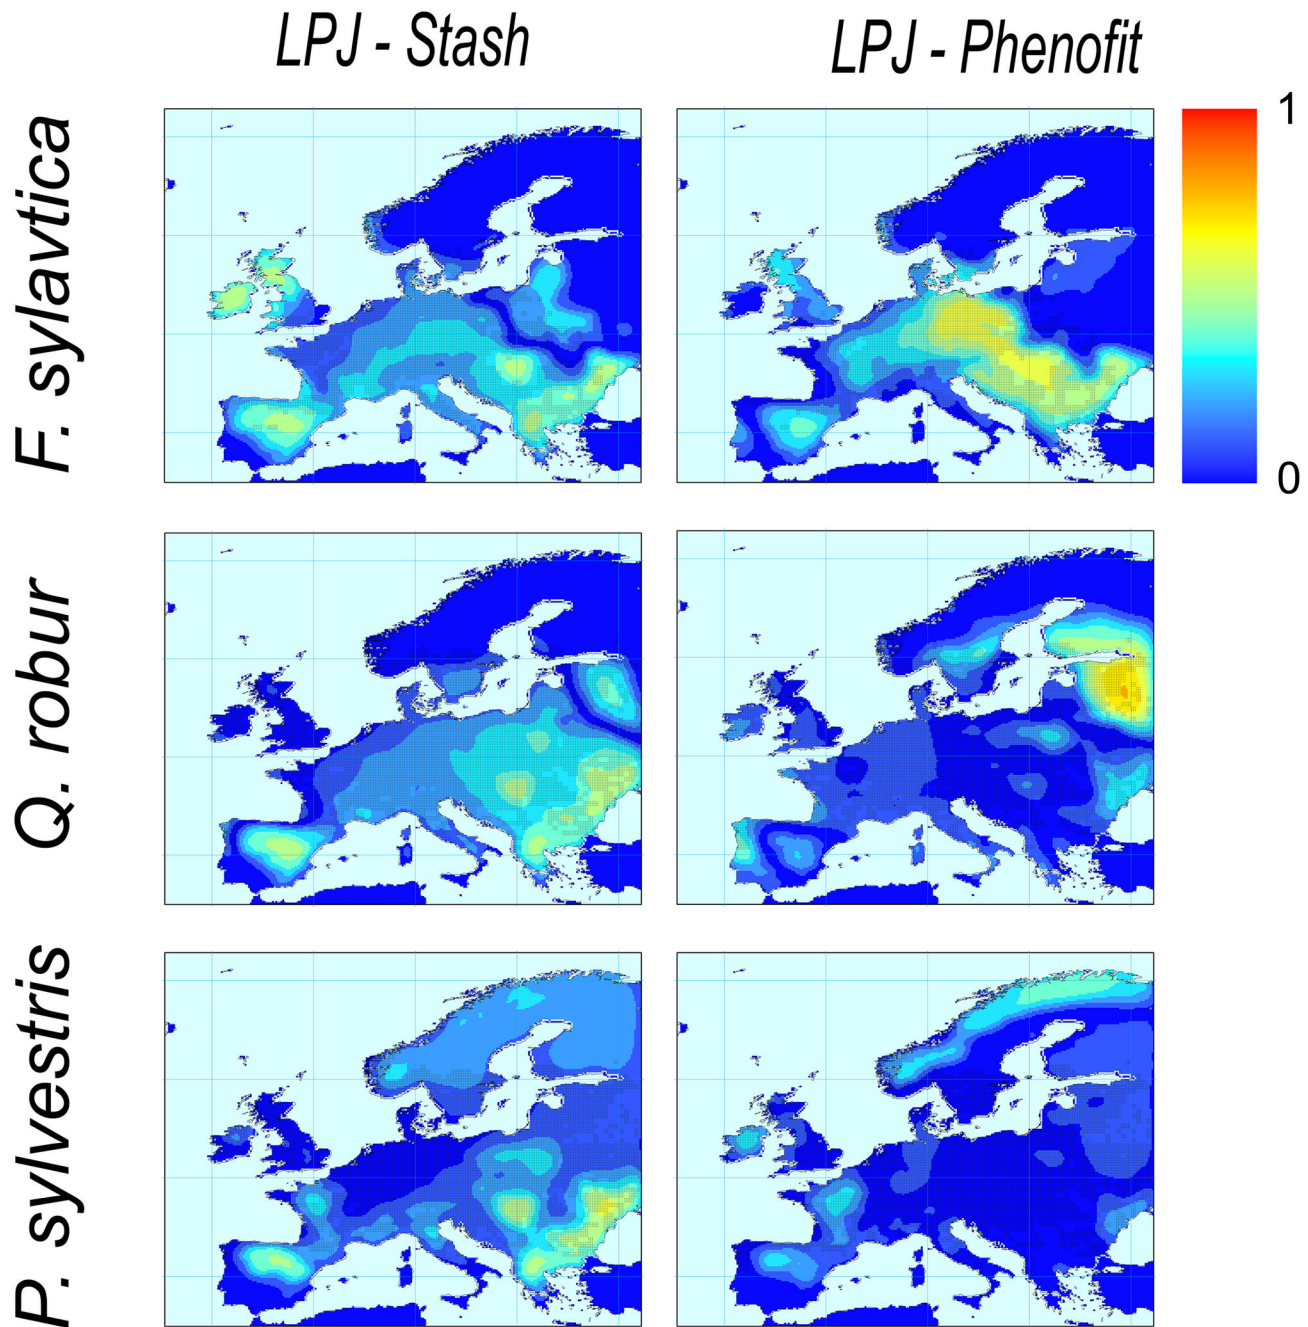 LPJ - Stash
LPJ - Phenofit
F. sylavtica
1
0
Q. robur
P. sylvestris